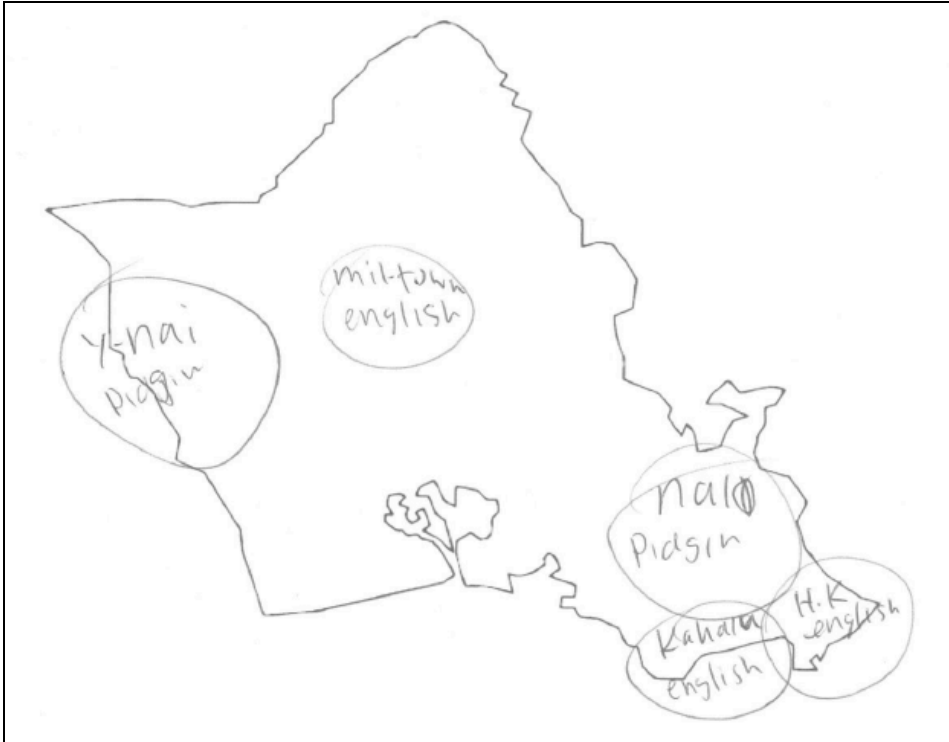 mil-town
english
y-nai
pidgin
nalo
Pidgin
Kahala
english
H.K
english